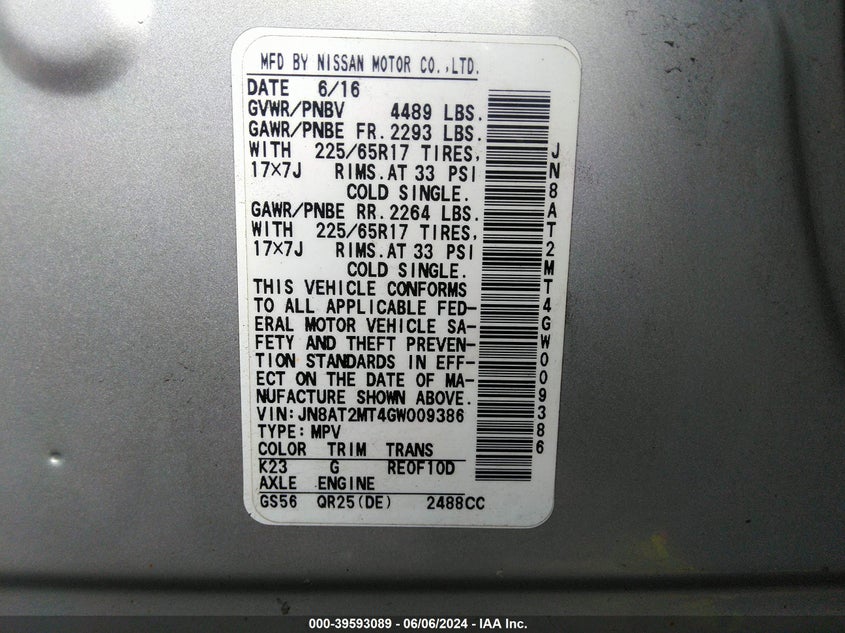 MFD BY NISSAN MOTOR CO.,LTD.
DATE 6/16
GVWR/PNBV 4489 LBS.
GAWR/PNBE FR. 2293 LBS.
WITH 225/65R17 TIRES,
17×7J RIMS. AT 33 PSI
COLD SINGLE.
GAWR/PNBE RR. 2264 LBS.
WITH 225/65R17 TIRES,
17×7J RIMS. AT 33 PSI
COLD SINGLE.
THIS VEHICLE CONFORMS
TO ALL APPLICABLE FED-
ERAL MOTOR VEHICLE SA-
FETY AND THEFT PREVEN-
TION STANDARDS IN EFF-
ECT ON THE DATE OF MA-
NUFACTURE SHOWN ABOVE.
VIN: JN8AT2MT4GW009386
TYPE: MPV
COLOR TRIM TRANS
K23 G RE0F10D
AXLE ENGINE
GS56 QR25(DE) 2488CC
JN8AT2MT4GW009386
000-39593089 - 06/06/2024 - IAA Inc.